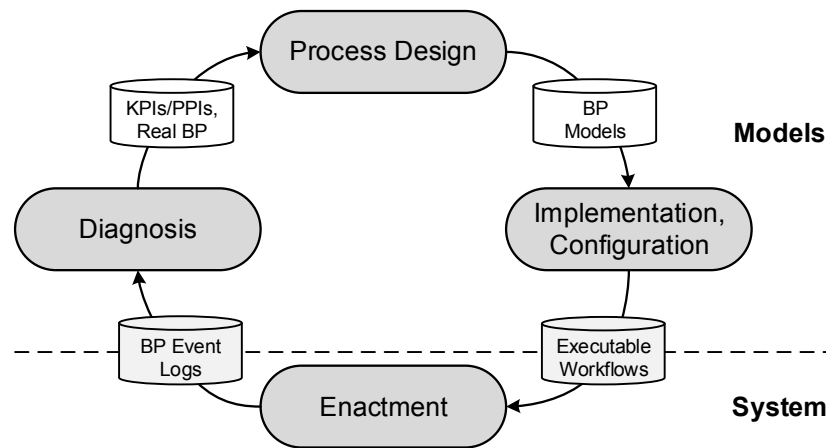 Process Design
KPIs/PPIs,
Real BP
BP
Models
Models
Diagnosis
Implementation,
Configuration
BP Event
Logs
Executable
Workflows
Enactment
System